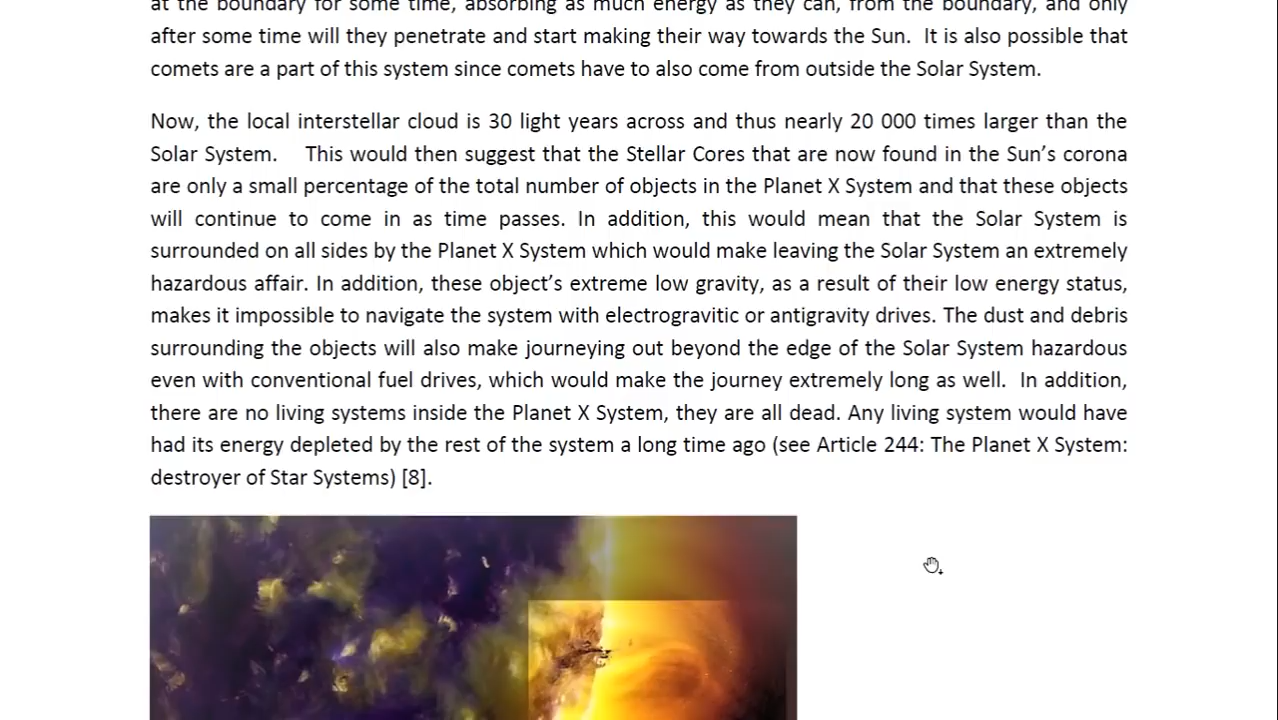 at the boundary for some time, absorbing as much energy as they can, from the boundary, and only
after some time will they penetrate and start making their way towards the Sun.  It is also possible that
comets are a part of this system since comets have to also come from outside the Solar System.
Now, the local interstellar cloud is 30 light years across and thus nearly 20 000 times larger than the
Solar System.   This would then suggest that the Stellar Cores that are now found in the Sun’s corona
are only a small percentage of the total number of objects in the Planet X System and that these objects
will continue to come in as time passes. In addition, this would mean that the Solar System is
surrounded on all sides by the Planet X System which would make leaving the Solar System an extremely
hazardous affair. In addition, these object’s extreme low gravity, as a result of their low energy status,
makes it impossible to navigate the system with electrogravitic or antigravity drives. The dust and debris
surrounding the objects will also make journeying out beyond the edge of the Solar System hazardous
even with conventional fuel drives, which would make the journey extremely long as well.  In addition,
there are no living systems inside the Planet X System, they are all dead. Any living system would have
had its energy depleted by the rest of the system a long time ago (see Article 244: The Planet X System:
destroyer of Star Systems) [8].